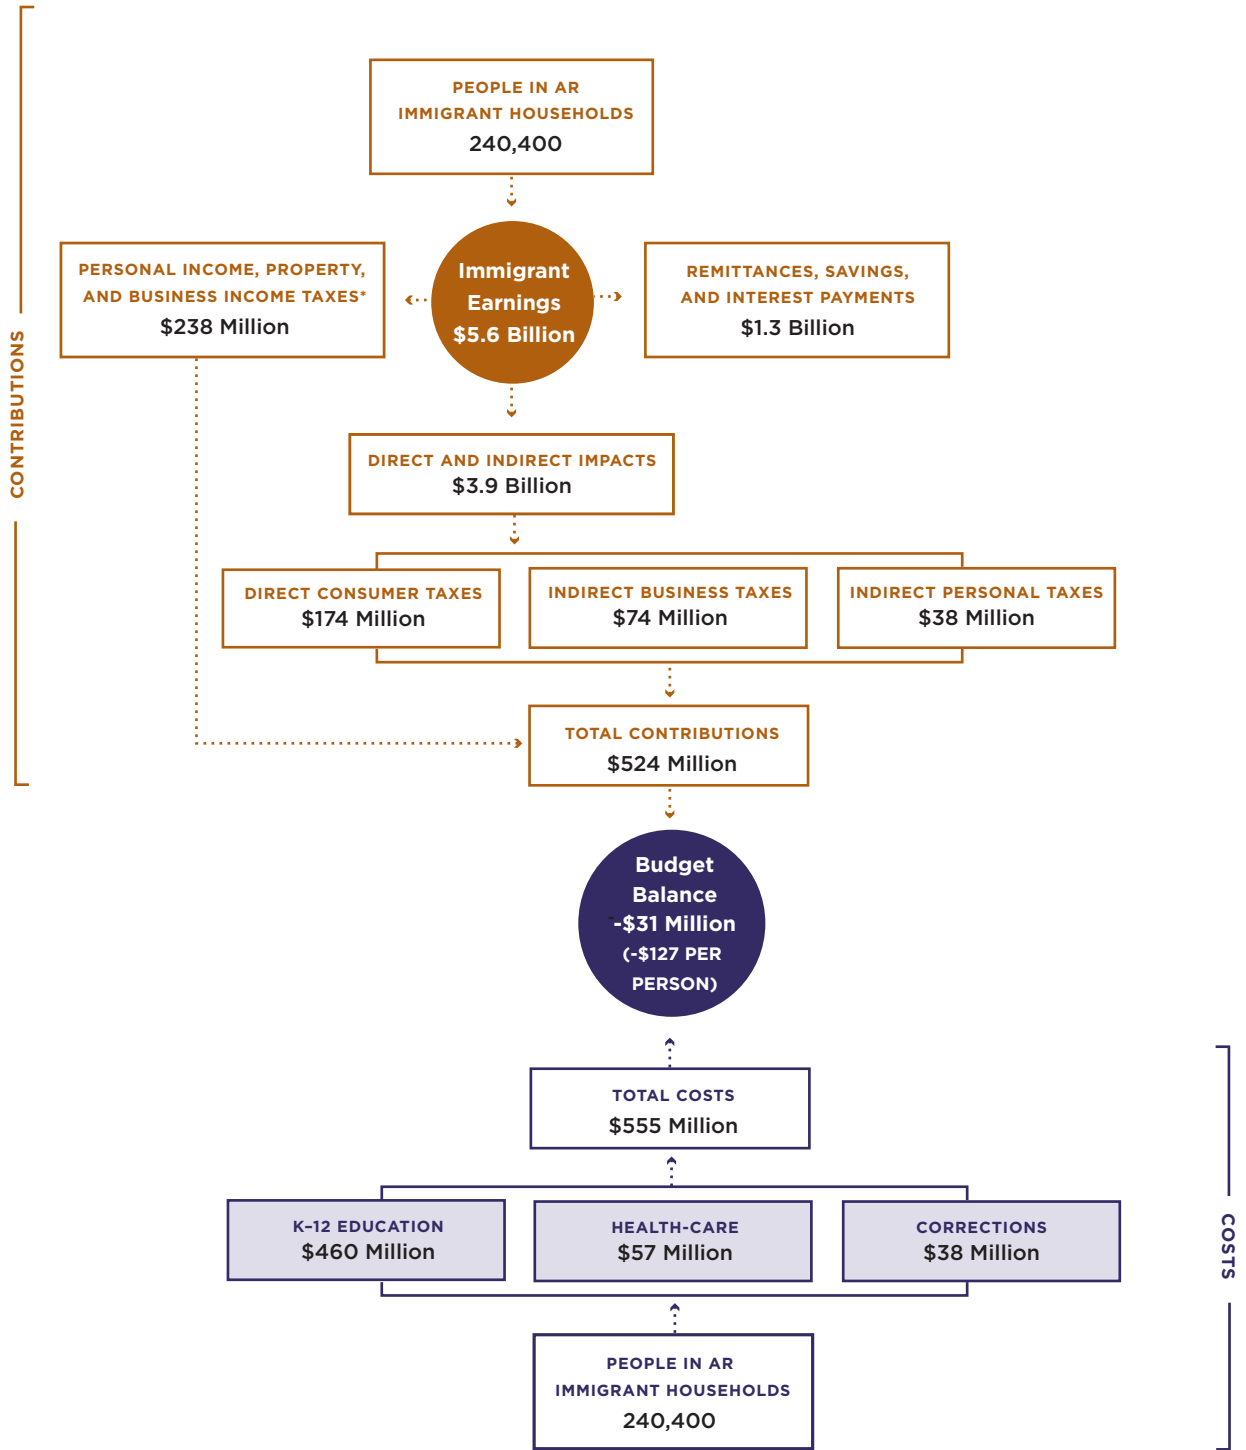 CONTRIBUTIONS
PEOPLE IN AR
IMMIGRANT HOUSEHOLDS
240,400
PERSONAL INCOME, PROPERTY,
AND BUSINESS INCOME TAXES*
$238 Million
Immigrant
Earnings
$5.6 Billion
REMITTANCES, SAVINGS,
AND INTEREST PAYMENTS
$1.3 Billion
DIRECT AND INDIRECT IMPACTS
$3.9 Billion
DIRECT CONSUMER TAXES
$174 Million
INDIRECT BUSINESS TAXES
$74 Million
INDIRECT PERSONAL TAXES
$38 Million
TOTAL CONTRIBUTIONS
$524 Million
Budget
Balance
-$31 Million
(-$127 PER
PERSON)
COSTS
TOTAL COSTS
$555 Million
K–12 EDUCATION
$460 Million
HEALTH-CARE
$57 Million
CORRECTIONS
$38 Million
PEOPLE IN AR
IMMIGRANT HOUSEHOLDS
240,400